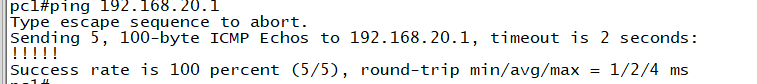 pc1#ping 192.168.20.1
Type escape sequence to abort.
Sending 5, 100-byte ICMP Echos to 192.168.20.1, timeout is 2 seconds:
!!!!!
Success rate is 100 percent (5/5), round-trip min/avg/max = 1/2/4 ms
pc1#